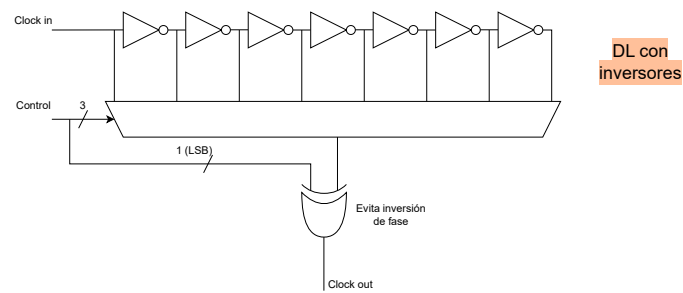 Clock in
DL con
inversores
Control
3
1 (LSB)
Evita inversión
de fase
Clock out